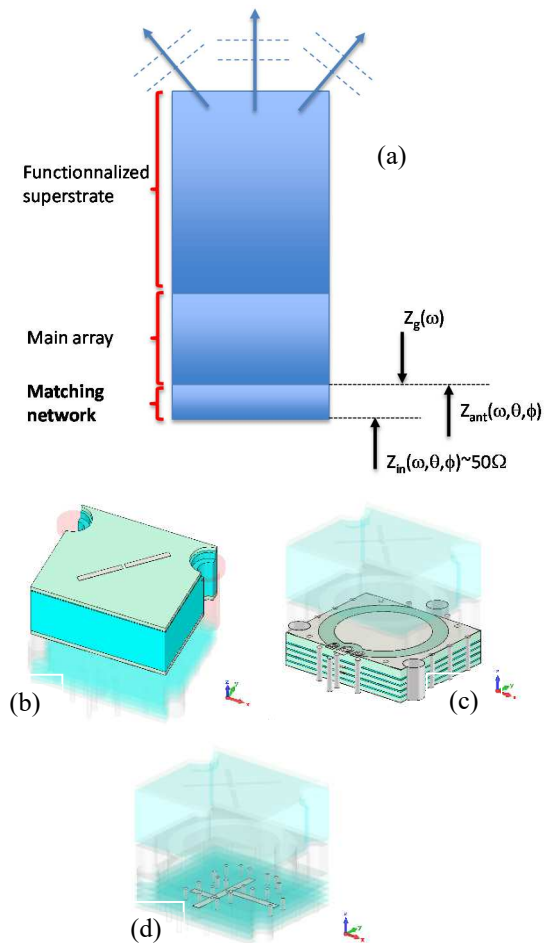 (a)
Functionnalized
superstrate
Main array
Matching
network
Zg(ω)
Zant(ω,θ,ϕ)
Zin(ω,θ,ϕ)~50Ω
(b)
z
y
x
(c)
z
y
x
(d)
z
y
x